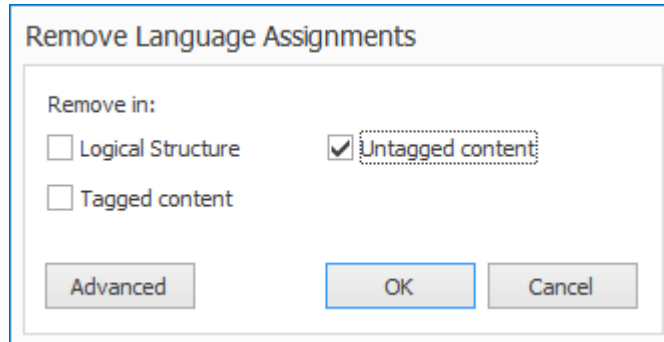 Remove Language Assignments
Remove in:
Logical Structure
Untagged content
Tagged content
Advanced
OK
Cancel